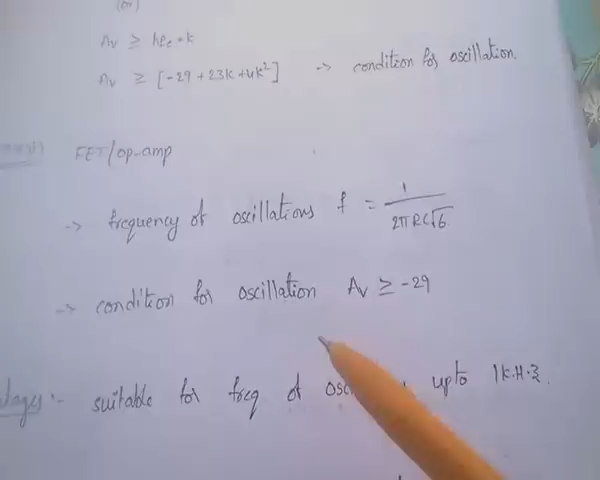 (or)
Av ≥ hfe - k
Av ≥ [-29 + 23k + 4k²] → condition for oscillation.
FET/op-amp
→ frequency of oscillations f = 1/2πRC√6
→ condition for oscillation Av ≥ -29
:- suitable for freq of upto 1K.H.z.